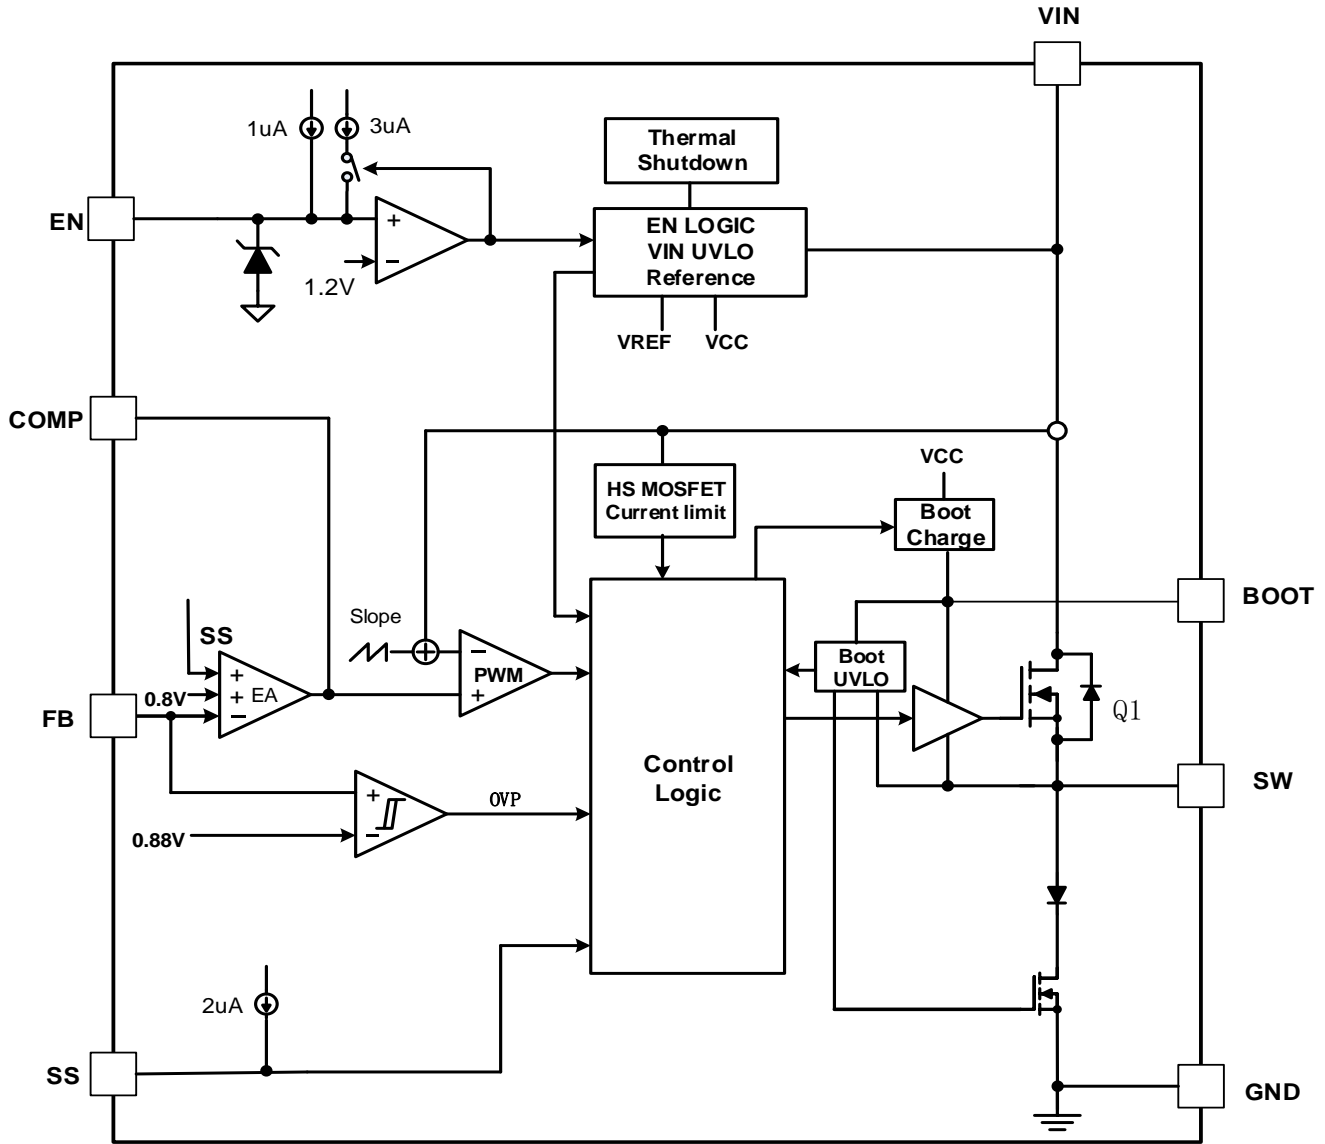 VIN
1uA
3uA
Thermal
Shutdown
EN
+
−
1.2V
EN LOGIC
VIN UVLO
Reference
VREF
VCC
COMP
VCC
HS MOSFET
Current limit
Boot
Charge
BOOT
Slope
SS
+
+
−
EA
0.8V
−
+
PWM
Boot
UVLO
FB
Q1
Control
Logic
SW
+
−
OVP
0.88V
2uA
SS
GND